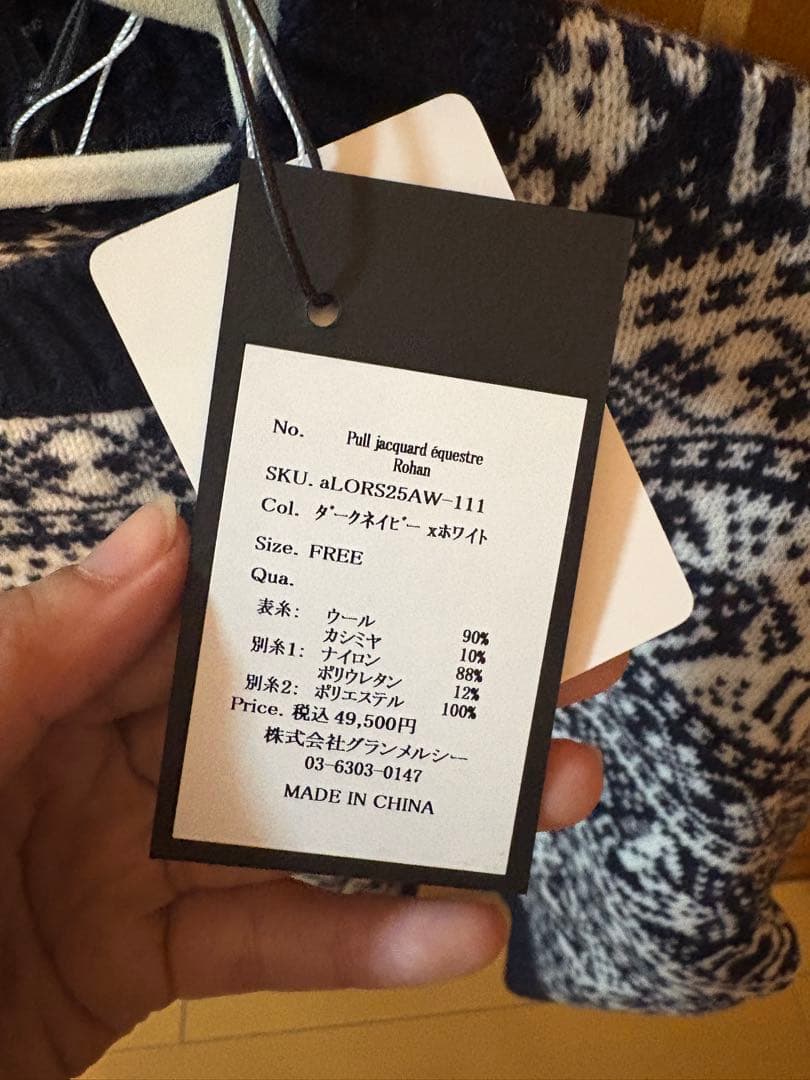 No. Pull jacquard équestre
Rohan
SKU. aLORS25AW-111
Col. ダークネイビー xホワイト
Size. FREE
Qua.
表糸: ウール 90%
カシミヤ 10%
別糸1: ナイロン 88%
ポリウレタン 12%
別糸2: ポリエステル 100%
Price. 税込 49,500円
株式会社グランメルシー
03-6303-0147
MADE IN CHINA